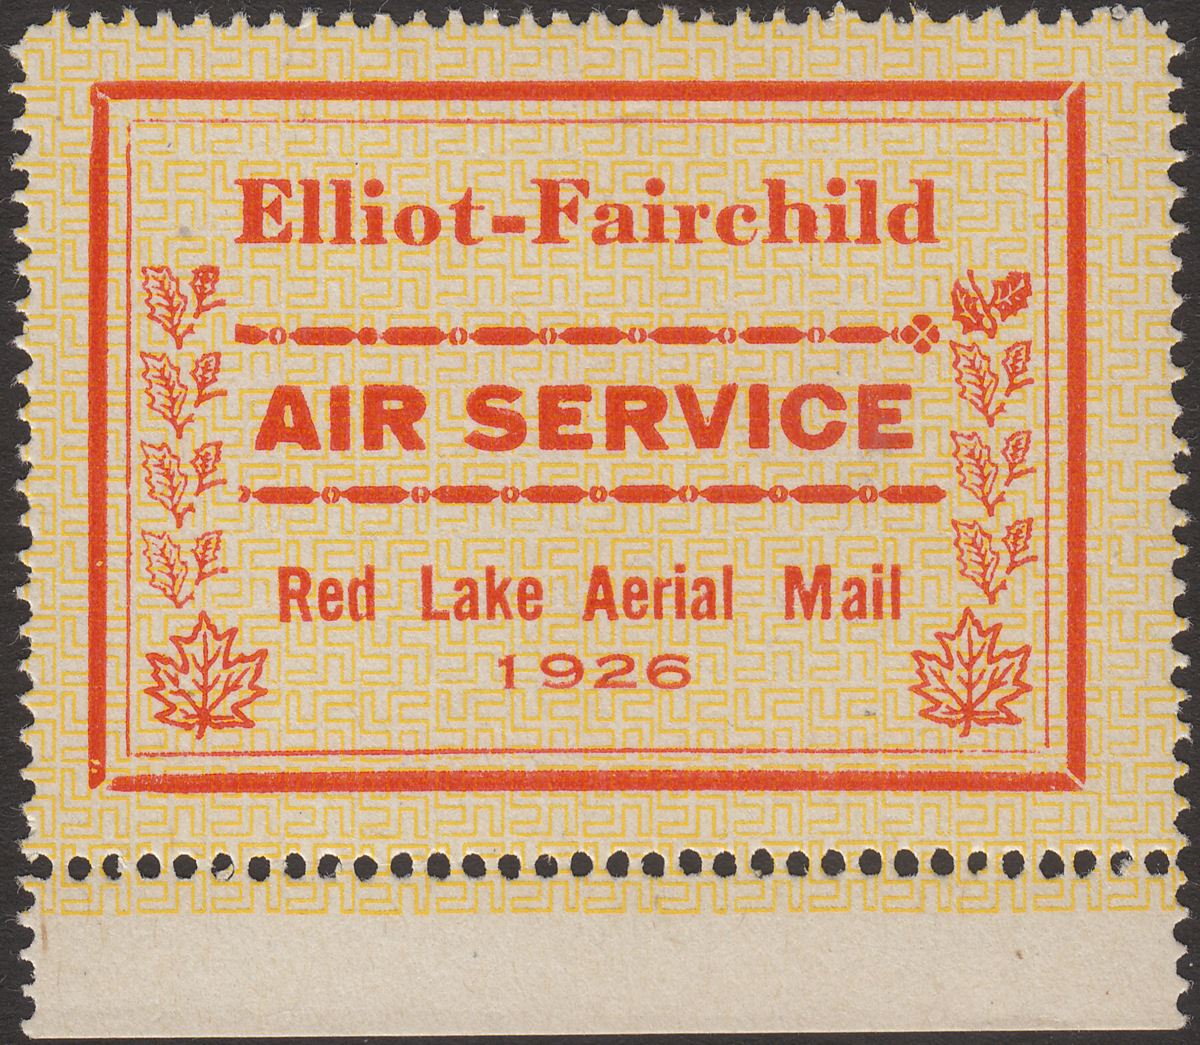 Elliot-Fairchild
AIR SERVICE
Red Lake Aerial Mail
1926